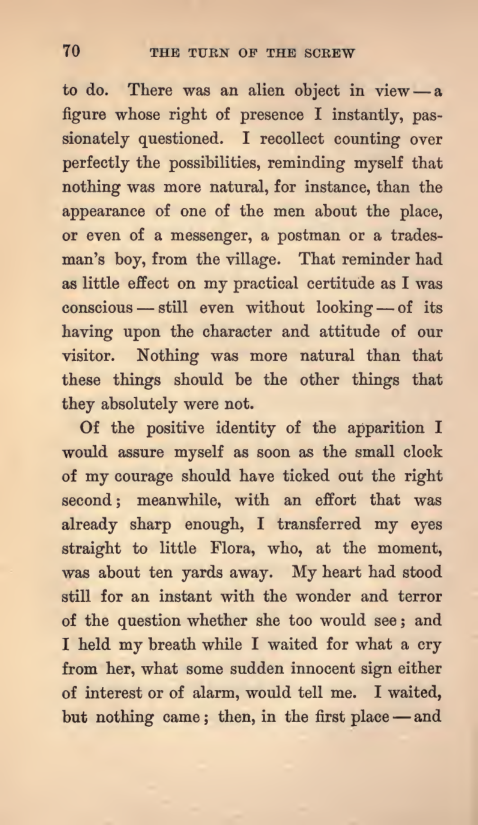 70 THE TURN OF THE SCREW
to do. There was an alien object in view — a
figure whose right of presence I instantly, pas-
sionately questioned. I recollect counting over
perfectly the possibilities, reminding myself that
nothing was more natural, for instance, than the
appearance of one of the men about the place,
or even of a messenger, a postman or a trades-
man's boy, from the village. That reminder had
as little effect on my practical certitude as I was
conscious — still even without looking — of its
having upon the character and attitude of our
visitor. Nothing was more natural than that
these things should be the other things that
they absolutely were not.
Of the positive identity of the apparition I
would assure myself as soon as the small clock
of my courage should have ticked out the right
second; meanwhile, with an effort that was
already sharp enough, I transferred my eyes
straight to little Flora, who, at the moment,
was about ten yards away. My heart had stood
still for an instant with the wonder and terror
of the question whether she too would see; and
I held my breath while I waited for what a cry
from her, what some sudden innocent sign either
of interest or of alarm, would tell me. I waited,
but nothing came; then, in the first place — and